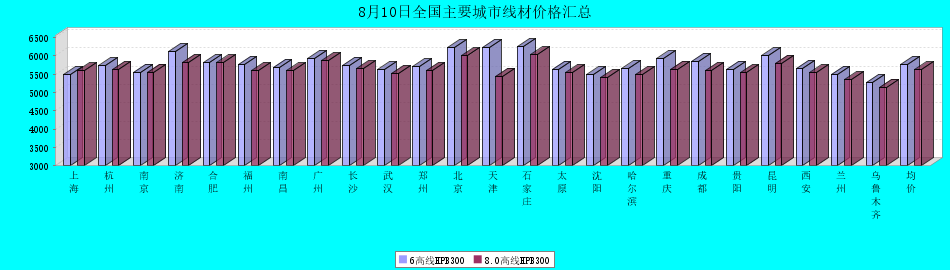 8月10日全国主要城市线材价格汇总
6500
6000
5500
5000
4500
4000
3500
3000
上海
杭州
南京
济南
合肥
福州
南昌
广州
长沙
武汉
郑州
北京
天津
石家庄
太原
沈阳
哈尔滨
重庆
成都
贵阳
昆明
西安
兰州
乌鲁木齐
均价
6高线HPB300
8.0高线HPB300